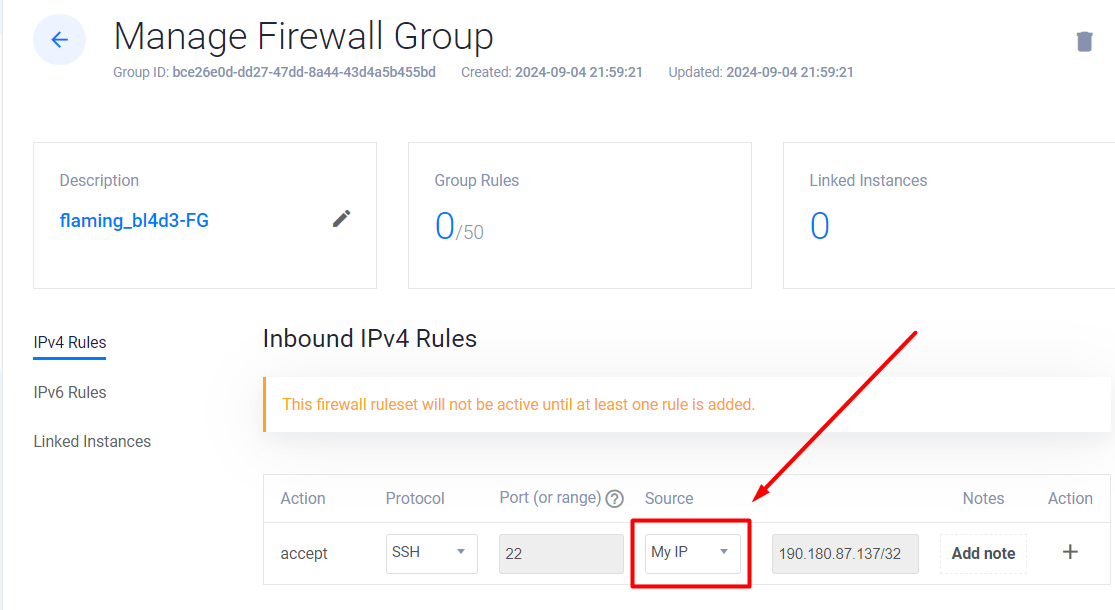 Manage Firewall Group
Group ID: bce26e0d-dd27-47dd-8a44-43d4a5b455bd Created: 2024-09-04 21:59:21 Updated: 2024-09-04 21:59:21
Description
flaming_bl4d3-FG
Group Rules
0/50
Linked Instances
0
IPv4 Rules
IPv6 Rules
Linked Instances
Inbound IPv4 Rules
This firewall ruleset will not be active until at least one rule is added.
Action Protocol Port (or range) ? Source Notes Action
accept SSH 22 My IP 190.180.87.137/32 Add note +